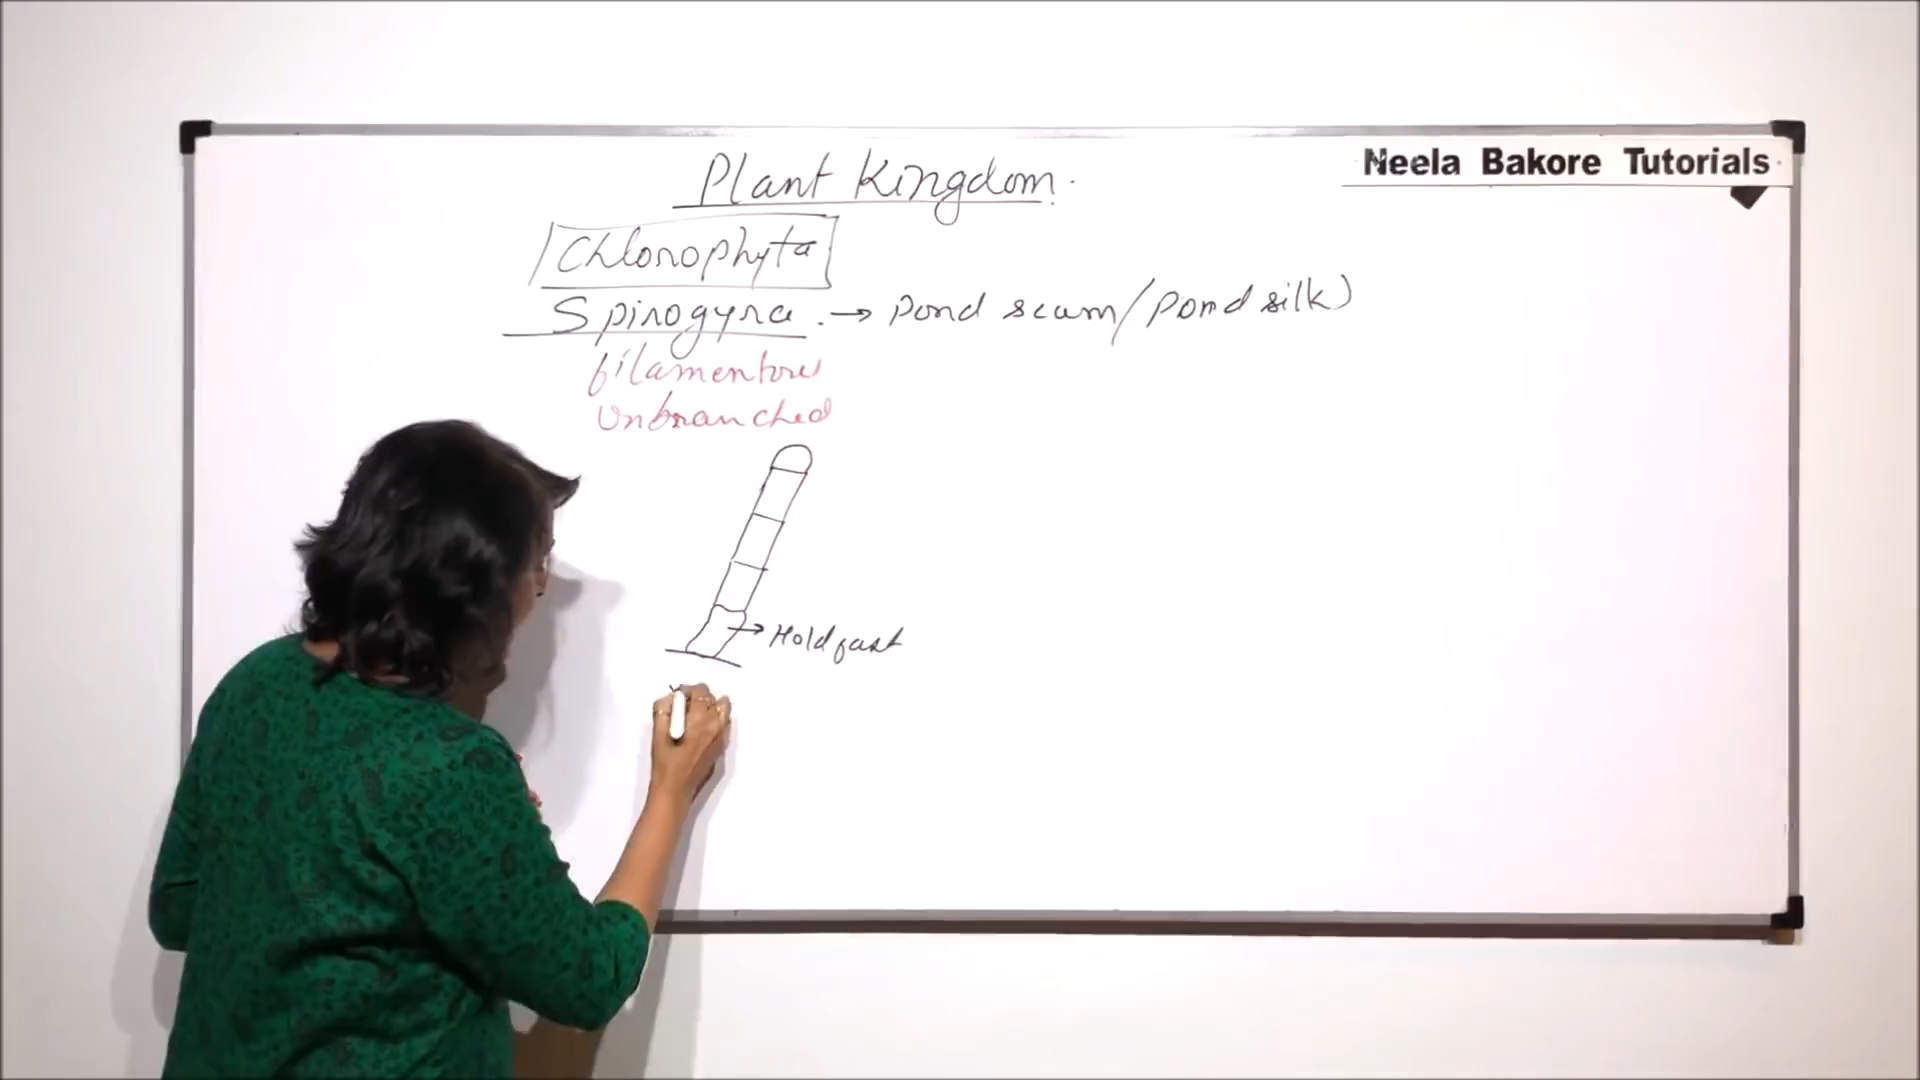 Plant Kingdom.
Neela Bakore Tutorials
Chlorophyta
Spirogyra. → Pond scum/pond silk)
filamentous
Unbranched
→ Holdfast